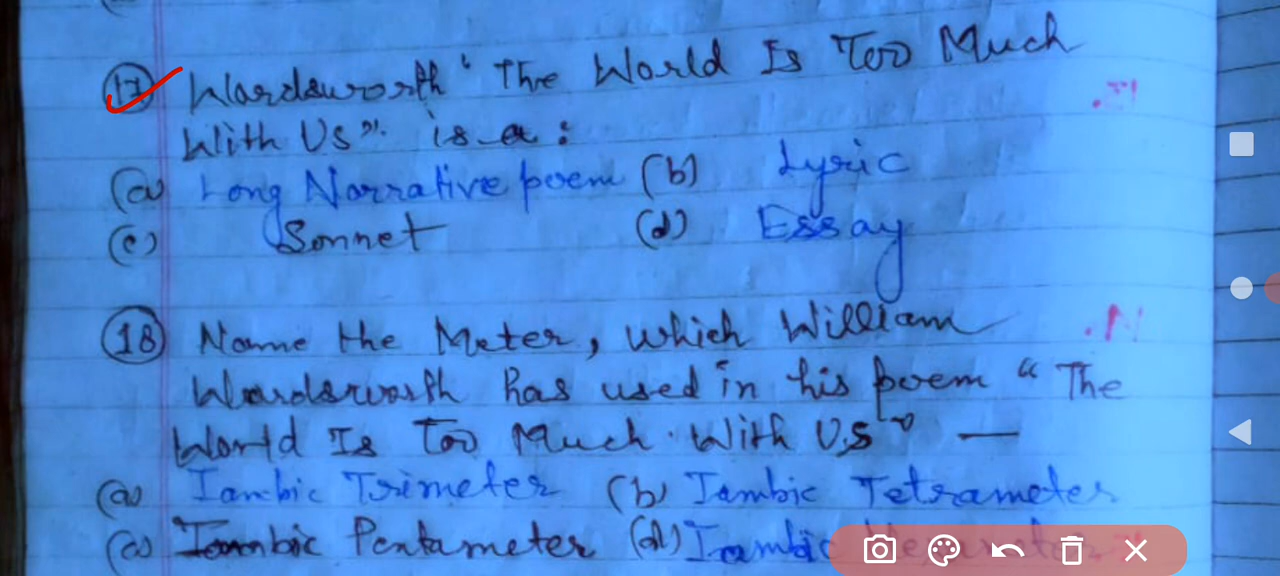 17 Wordsworth "The World Is Too Much
With Us". is a:
(a) Long Narrative poem (b) Lyric
(c) Sonnet (d) Essay
18 Name the Meter, which William
Wordsworth has used in his poem "The
World Is Too Much With U.S" —
(a) Iambic Trimeter (b) Iambic Tetrameter
(c) Iambic Pentameter (d) Iambic